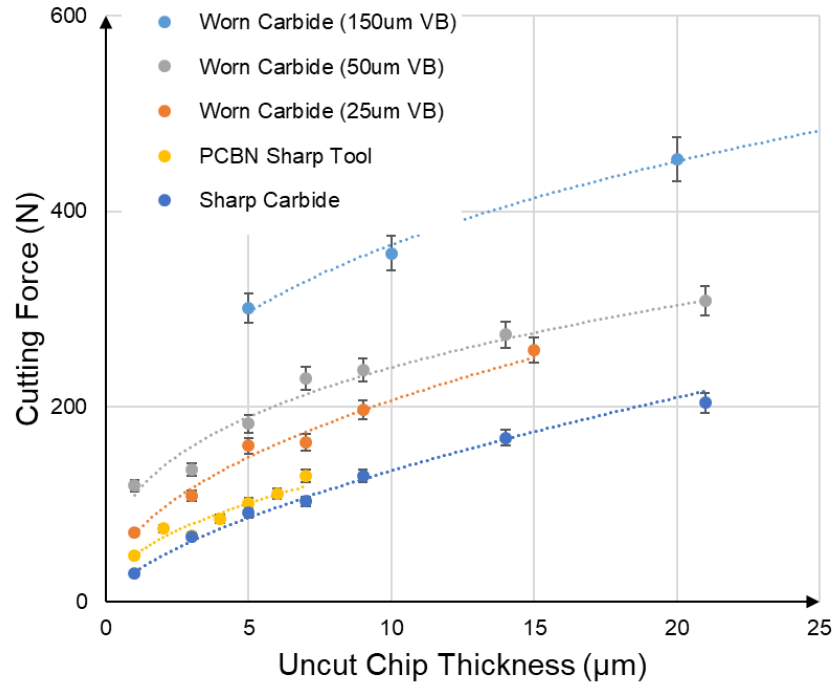 600
Worn Carbide (150um VB)
Worn Carbide (50um VB)
Worn Carbide (25um VB)
PCBN Sharp Tool
Sharp Carbide
400
200
0
Cutting Force (N)
0 5 10 15 20 25
Uncut Chip Thickness (μm)